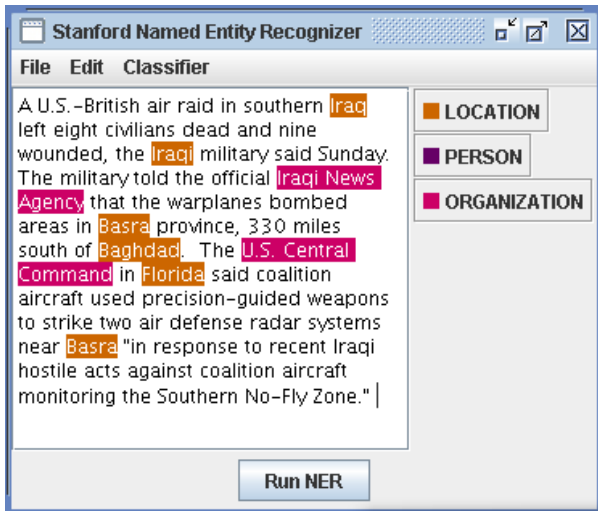 Stanford Named Entity Recognizer
File Edit Classifier
A U.S.-British air raid in southern Iraq
left eight civilians dead and nine
wounded, the Iraqi military said Sunday.
The military told the official Iraqi News
Agency that the warplanes bombed
areas in Basra province, 330 miles
south of Baghdad. The U.S. Central
Command in Florida said coalition
aircraft used precision-guided weapons
to strike two air defense radar systems
near Basra "in response to recent Iraqi
hostile acts against coalition aircraft
monitoring the Southern No-Fly Zone."
LOCATION
PERSON
ORGANIZATION
Run NER